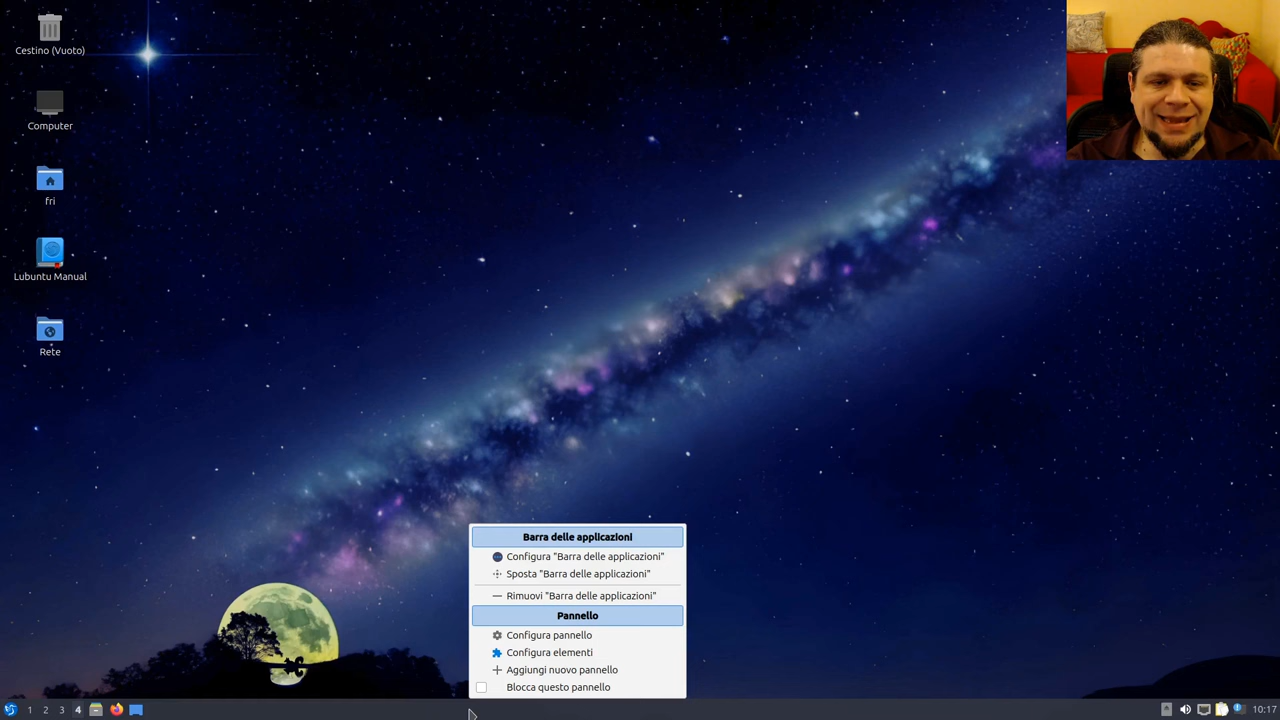 Cestino (Vuoto)
Computer
fri
Lubuntu Manual
Rete
Barra delle applicazioni
Configura "Barra delle applicazioni"
Sposta "Barra delle applicazioni"
Rimuovi "Barra delle applicazioni"
Pannello
Configura pannello
Configura elementi
Aggiungi nuovo pannello
Blocca questo pannello
1 2 3 4 10:17